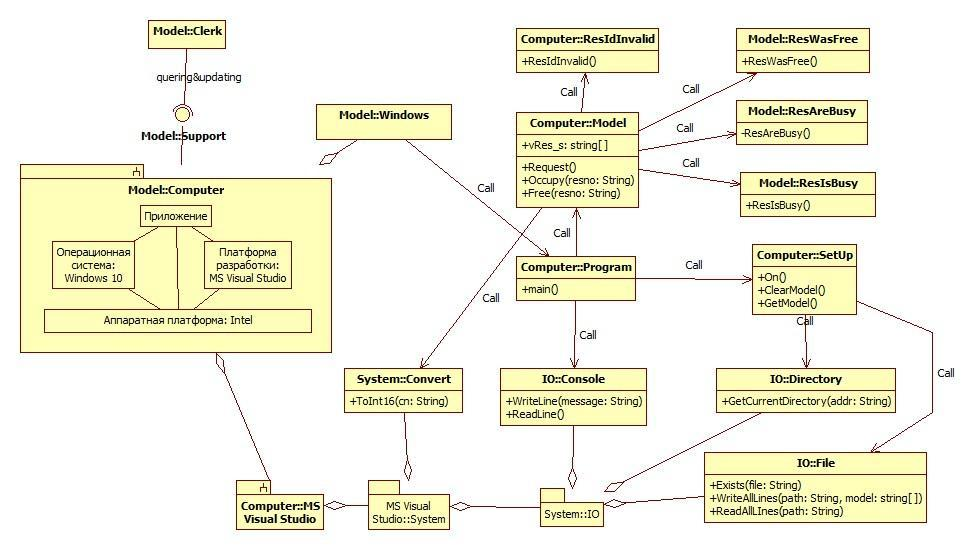 Model::Clerk
quering&updating
Model::Support
Model::Windows
Call
Model::Computer
Приложение
Операционная
система:
Windows 10
Платформа
разработки:
MS Visual Studio
Аппаратная платформа: Intel
Computer::ResIdInvalid
+ResIdInvalid()
Call
Model::ResWasFree
+ResWasFree()
Call
Model::ResAreBusy
-ResAreBusy()
Call
Model::ResIsBusy
+ResIsBusy()
Call
Computer::Model
+vRes_s: string[]
+Request()
+Occupy(resno: String)
+Free(resno: String)
Call
Call
Computer::Program
+main()
Call
Computer::SetUp
+On()
+ClearModel()
+GetModel()
Call
Call
Call
System::Convert
+ToInt16(cn: String)
IO::Console
+WriteLine(message: String)
+ReadLine()
IO::Directory
+GetCurrentDirectory(addr: String)
IO::File
+Exists(file: String)
+WriteAllLines(path: String, model: string[])
+ReadAllLInes(path: String)
Computer::MS
Visual Studio
MS Visual
Studio::System
System::IO